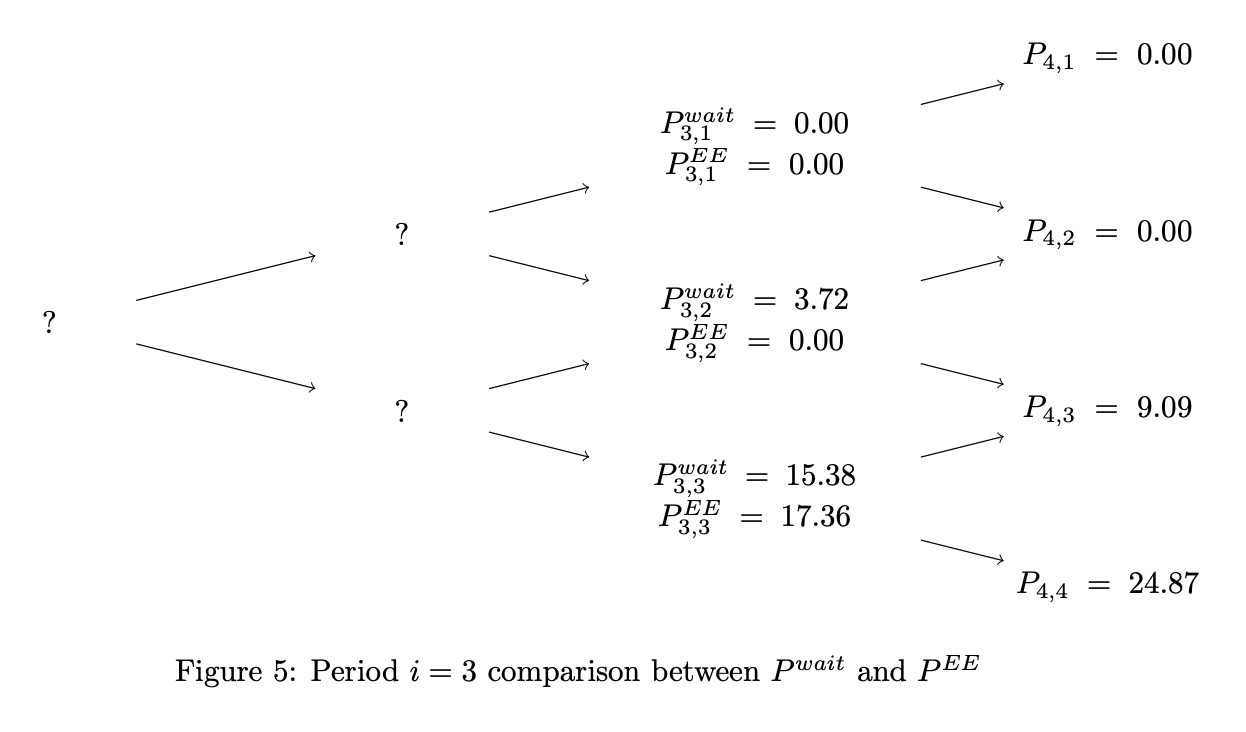 P_{4,1} = 0.00
P_{3,1}^{wait} = 0.00
P_{3,1}^{EE} = 0.00
?
P_{4,2} = 0.00
?
P_{3,2}^{wait} = 3.72
P_{3,2}^{EE} = 0.00
?
P_{4,3} = 9.09
P_{3,3}^{wait} = 15.38
P_{3,3}^{EE} = 17.36
P_{4,4} = 24.87
Figure 5: Period i = 3 comparison between P^{wait} and P^{EE}